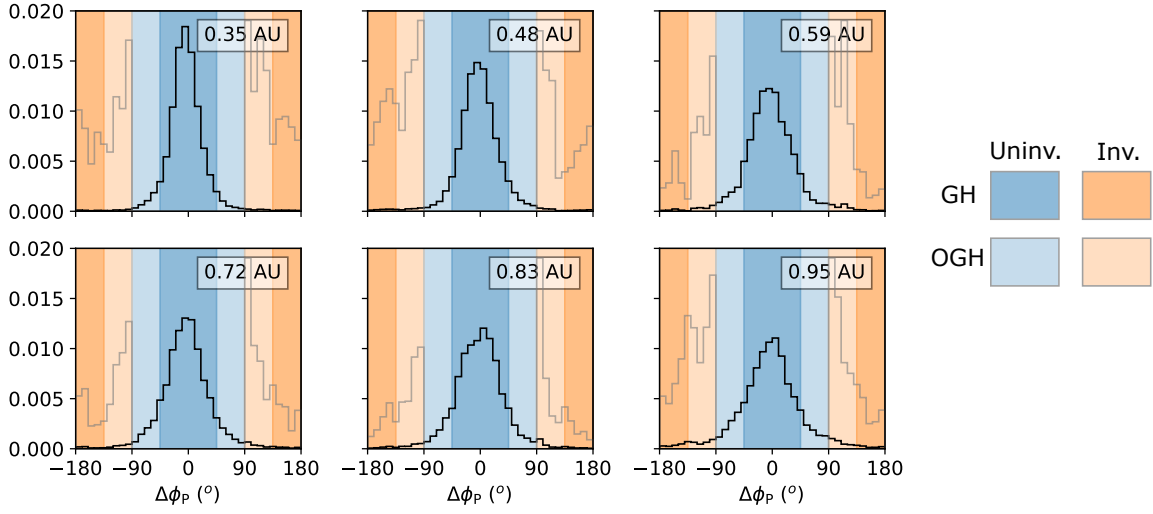 0.020
0.015
0.010
0.005
0.000
0.35 AU
0.48 AU
0.59 AU
0.020
0.015
0.010
0.005
0.000
0.72 AU
0.83 AU
0.95 AU
−180 −90 0 90 180
−180 −90 0 90 180
−180 −90 0 90 180
Δϕ_P (°)
Δϕ_P (°)
Δϕ_P (°)
Uninv. Inv.
GH
OGH